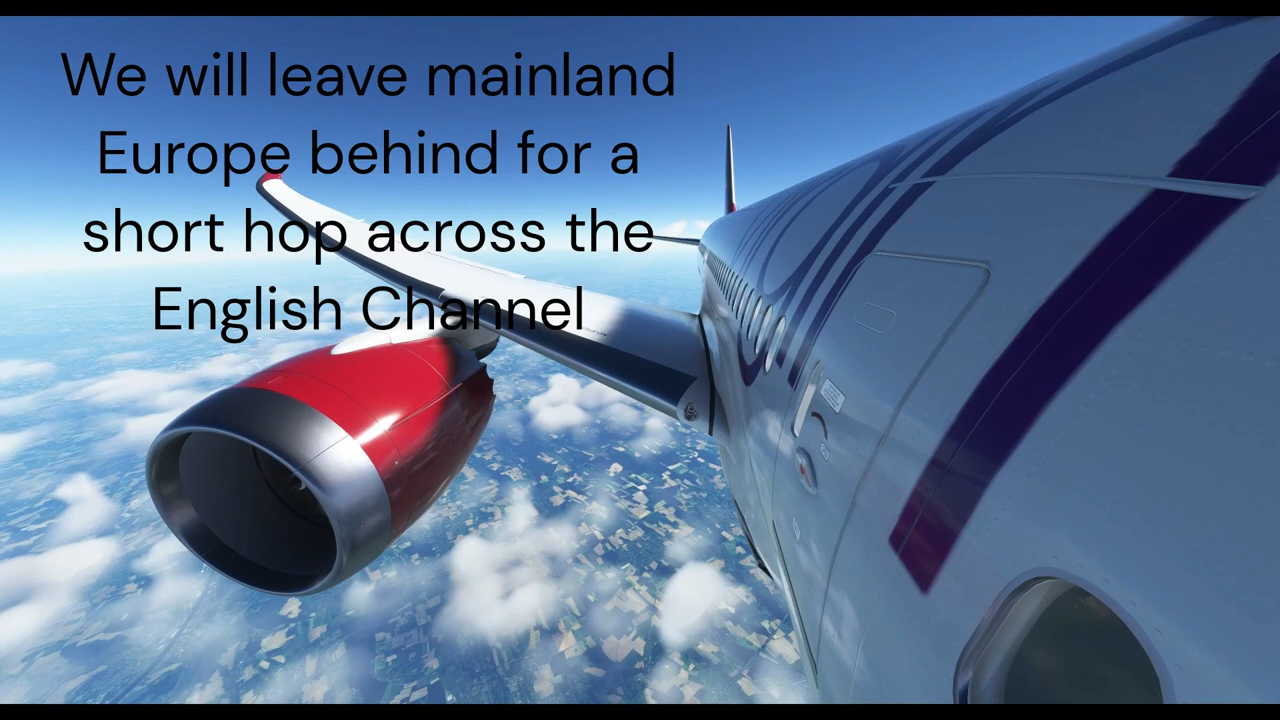 We will leave mainland
Europe behind for a
short hop across the
English Channel